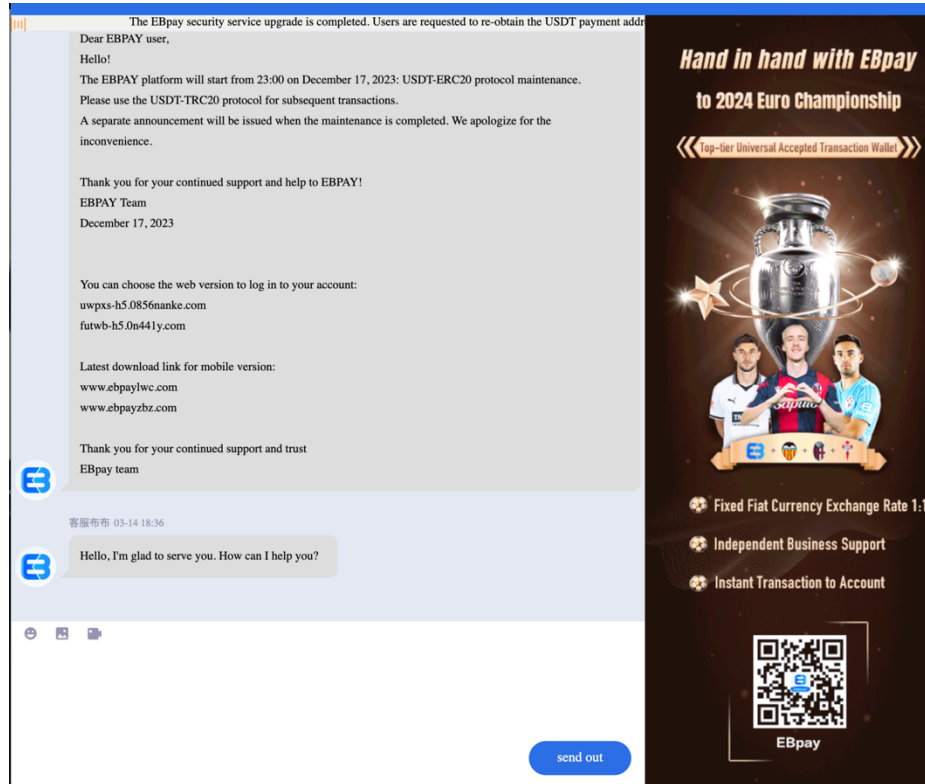 The EBpay security service upgrade is completed. Users are requested to re-obtain the USDT payment addr
Dear EBPAY user,
Hello!
The EBPAY platform will start from 23:00 on December 17, 2023: USDT-ERC20 protocol maintenance.
Please use the USDT-TRC20 protocol for subsequent transactions.
A separate announcement will be issued when the maintenance is completed. We apologize for the
inconvenience.
Thank you for your continued support and help to EBPAY!
EBPAY Team
December 17, 2023
You can choose the web version to log in to your account:
uwpxs-h5.0856nanke.com
futwb-h5.0n441y.com
Latest download link for mobile version:
www.ebpaylwc.com
www.ebpayzbz.com
Thank you for your continued support and trust
EBpay team
客服布布 03-14 18:36
Hello, I'm glad to serve you. How can I help you?
send out
Hand in hand with EBpay
to 2024 Euro Championship
Top-tier Universal Accepted Transaction Wallet
Fixed Fiat Currency Exchange Rate 1:1
Independent Business Support
Instant Transaction to Account
EBpay